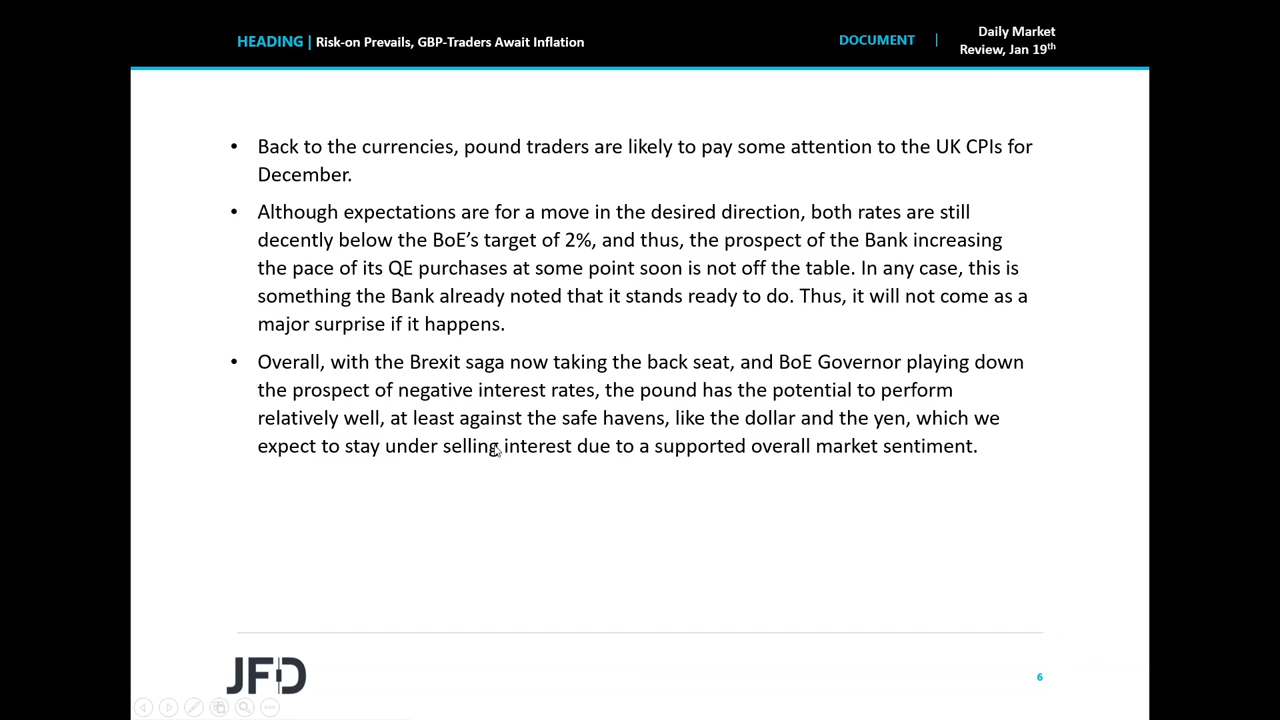 HEADING | Risk-on Prevails, GBP-Traders Await Inflation
DOCUMENT |
Daily Market
Review, Jan 19th
• Back to the currencies, pound traders are likely to pay some attention to the UK CPIs for
December.
• Although expectations are for a move in the desired direction, both rates are still
decently below the BoE’s target of 2%, and thus, the prospect of the Bank increasing
the pace of its QE purchases at some point soon is not off the table. In any case, this is
something the Bank already noted that it stands ready to do. Thus, it will not come as a
major surprise if it happens.
• Overall, with the Brexit saga now taking the back seat, and BoE Governor playing down
the prospect of negative interest rates, the pound has the potential to perform
relatively well, at least against the safe havens, like the dollar and the yen, which we
expect to stay under selling interest due to a supported overall market sentiment.
JFD
6